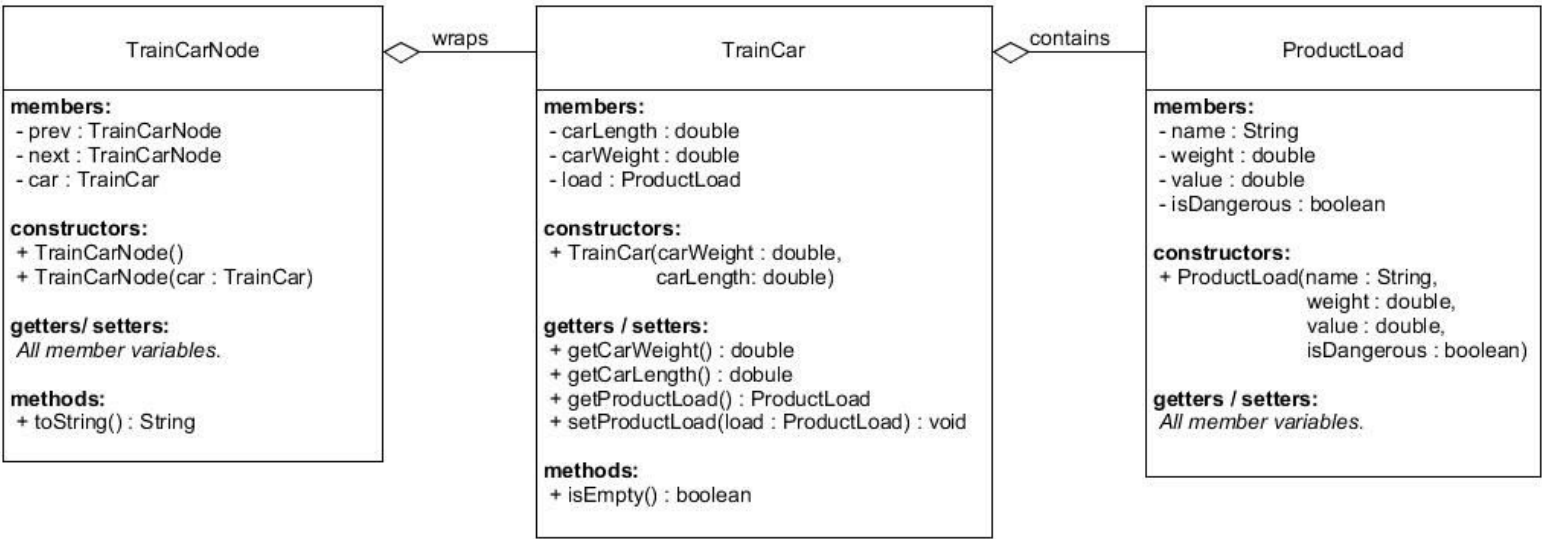 TrainCarNode
members:
- prev : TrainCarNode
- next : TrainCarNode
- car : TrainCar
constructors:
+ TrainCarNode()
+ TrainCarNode(car : TrainCar)
getters/ setters:
All member variables.
methods:
+ toString() : String
wraps
TrainCar
members:
- carLength : double
- carWeight : double
- load : ProductLoad
constructors:
+ TrainCar(carWeight : double,
carLength: double)
getters / setters:
+ getCarWeight() : double
+ getCarLength() : dobule
+ getProductLoad() : ProductLoad
+ setProductLoad(load : ProductLoad) : void
methods:
+ isEmpty() : boolean
contains
ProductLoad
members:
- name : String
- weight : double
- value : double
- isDangerous : boolean
constructors:
+ ProductLoad(name : String,
weight : double,
value : double,
isDangerous : boolean)
getters / setters:
All member variables.